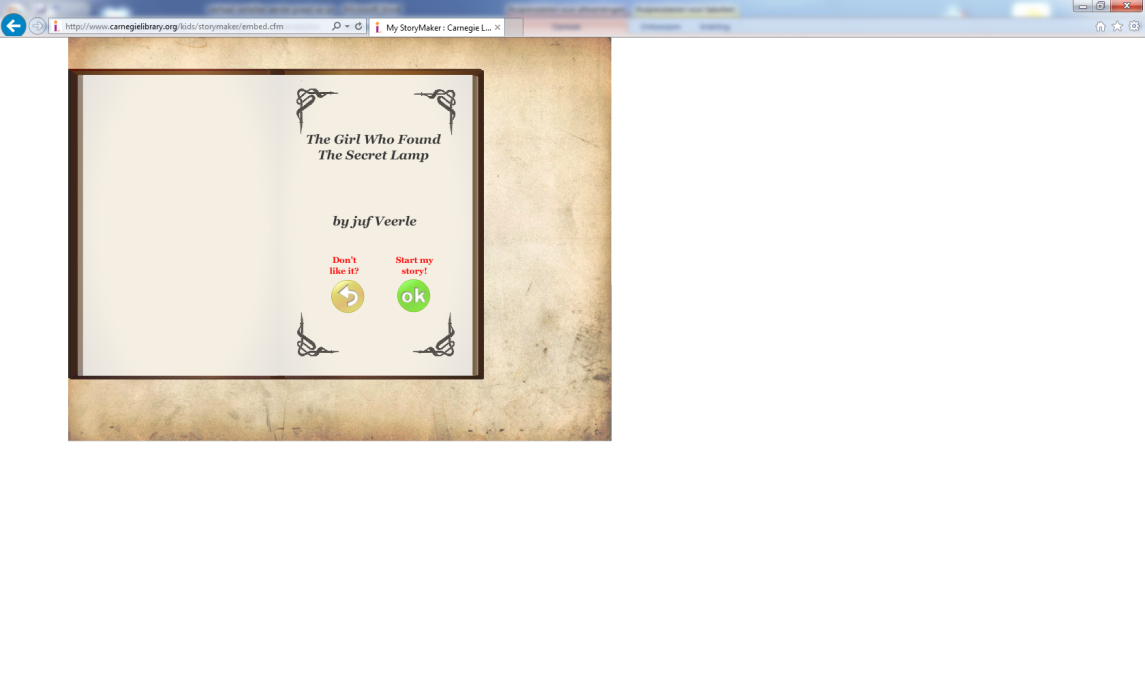 http://www.carnegielibrary.org/kids/storymaker/embed.cfm
My StoryMaker : Carnegie L...
The Girl Who Found
The Secret Lamp
by juf Veerle
Don't
like it?
Start my
story!
ok